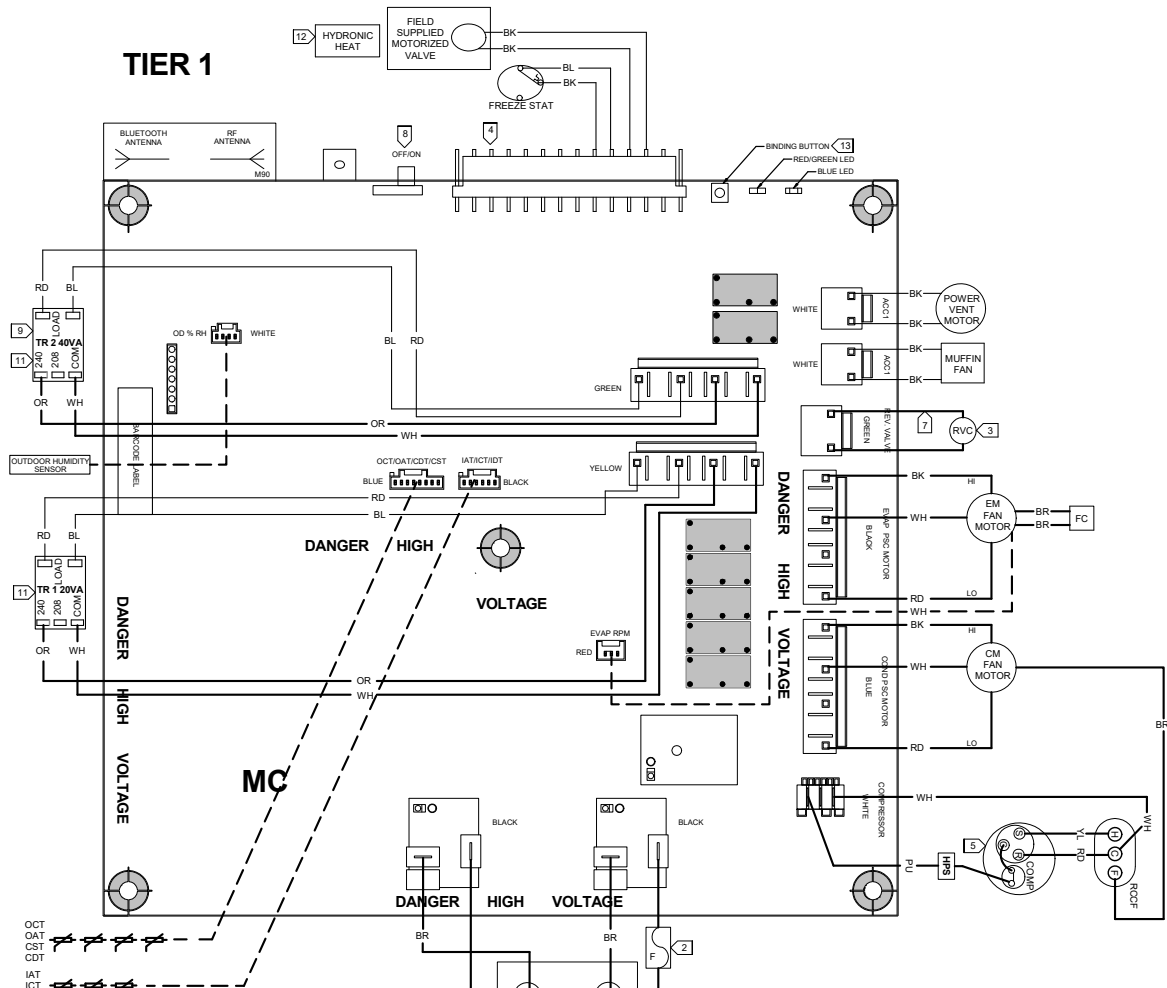 TIER 1
12
HYDRONIC
HEAT
FIELD
SUPPLIED
MOTORIZED
VALVE
BK
BK
BL
BK
FREEZE STAT
BLUETOOTH
ANTENNA
RF
ANTENNA
M90
8
OFF/ON
4
BINDING BUTTON
13
RED/GREEN LED
BLUE LED
RD
BL
9
11
LOAD
TR 2 40VA
240
208
COM
OR
WH
OD % RH
WHITE
BL
RD
BARCODE LABEL
OUTDOOR HUMIDITY
SENSOR
GREEN
OR
WH
WHITE
ACC1
BK
BK
POWER
VENT
MOTOR
WHITE
ACC1
BK
BK
MUFFIN
FAN
REV. VALVE
GREEN
7
RVC
3
OCT/OAT/CDT/CST
BLUE
IAT/ICT/IDT
BLACK
YELLOW
RD
BL
DANGER HIGH
VOLTAGE
DANGER HIGH VOLTAGE
EVAP PSC MOTOR
BLACK
BK
HI
WH
EM
FAN
MOTOR
BR
BR
FC
RD
LO
WH
RD
BL
11
LOAD
TR 1 20VA
240
208
COM
OR
WH
EVAP RPM
RED
OR
WH
COND PSC MOTOR
BLUE
BK
HI
WH
CM
FAN
MOTOR
RD
LO
BR
DANGER HIGH VOLTAGE
MC
COMPRESSOR
WHITE
WH
WH
PU
HPS
5
S
R
COMP
YL
RD
H
C
F
RCCF
BLACK
BLACK
DANGER HIGH VOLTAGE
BR
BR
F
2
OCT
OAT
CST
CDT
IAT
ICT